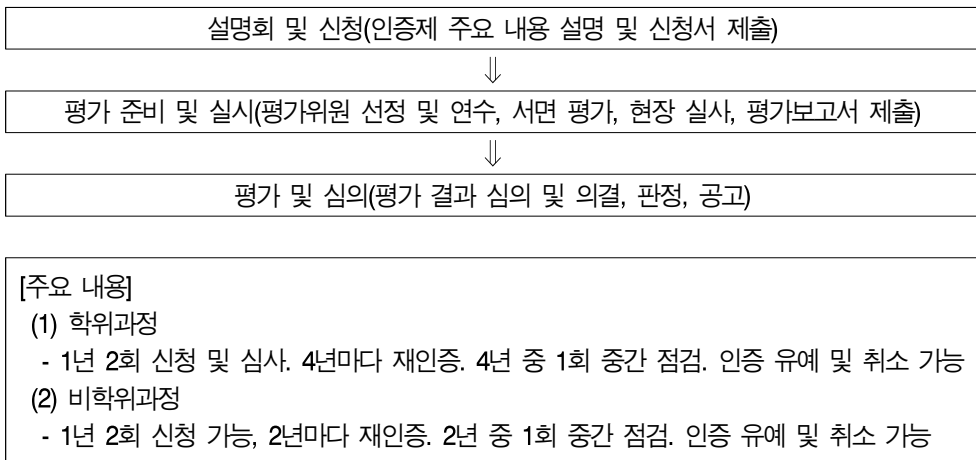 설명회 및 신청(인증제 주요 내용 설명 및 신청서 제출)
⇓
평가 준비 및 실시(평가위원 선정 및 연수, 서면 평가, 현장 실사, 평가보고서 제출)
⇓
평가 및 심의(평가 결과 심의 및 의결, 판정, 공고)
[주요 내용]
(1) 학위과정
- 1년 2회 신청 및 심사. 4년마다 재인증. 4년 중 1회 중간 점검. 인증 유예 및 취소 가능
(2) 비학위과정
- 1년 2회 신청 가능, 2년마다 재인증. 2년 중 1회 중간 점검. 인증 유예 및 취소 가능